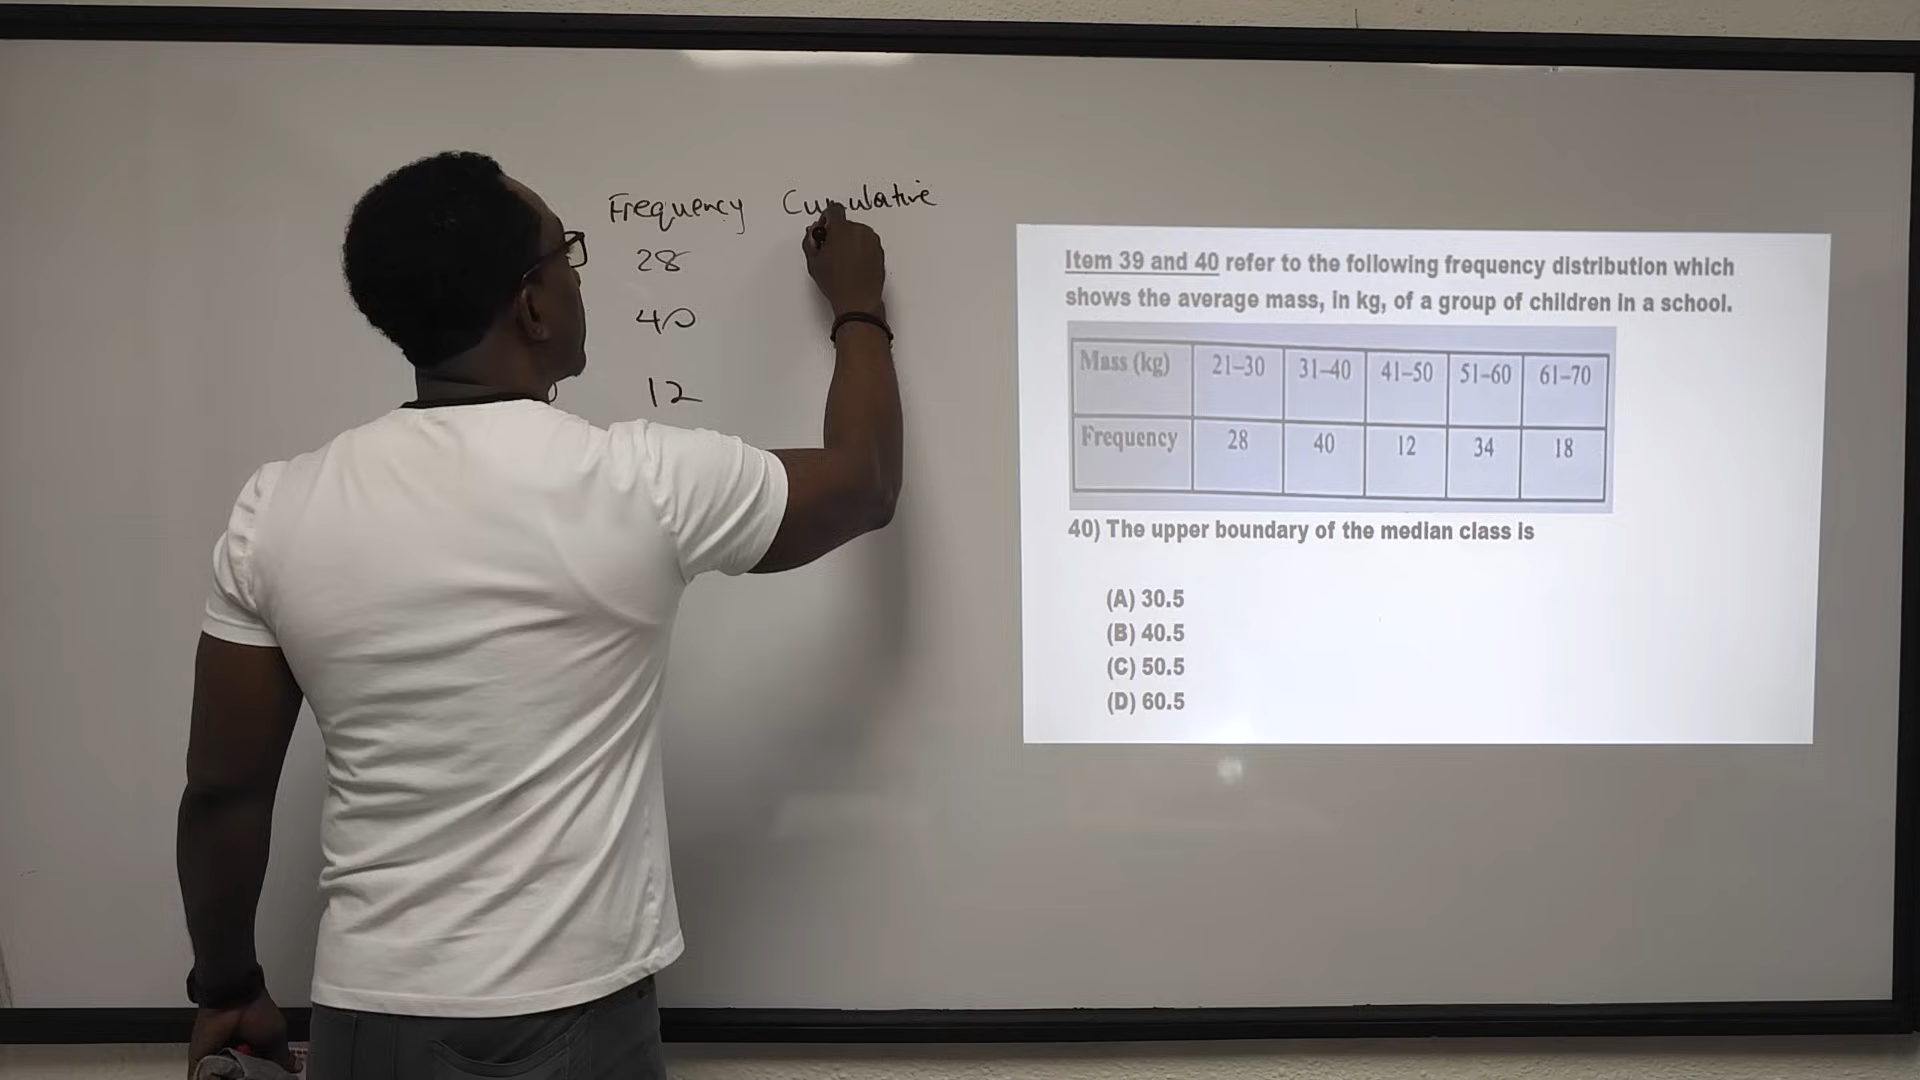 Frequency Cumulative
28
40
12
Item 39 and 40 refer to the following frequency distribution which
shows the average mass, in kg, of a group of children in a school.
Mass (kg) 21–30 31–40 41–50 51–60 61–70
Frequency 28 40 12 34 18
40) The upper boundary of the median class is
(A) 30.5
(B) 40.5
(C) 50.5
(D) 60.5